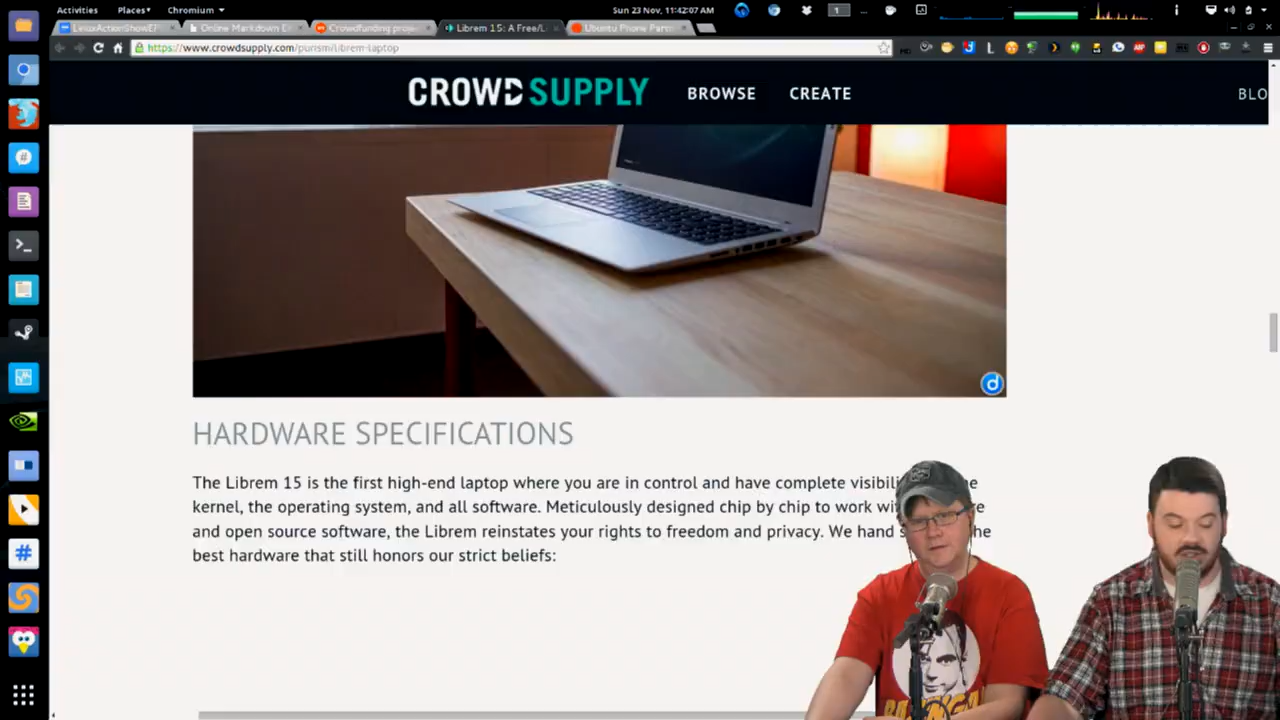 Activities Places Chromium Sun 23 Nov, 11:42:07 AM 1
LinuxActionShowEP Online Markdown E Crowdfunding proje Librem 15: A Free/L Ubuntu Phone Partn
https://www.crowdsupply.com/purism/librem-laptop
CROWD SUPPLY BROWSE CREATE BLO
HARDWARE SPECIFICATIONS
The Librem 15 is the first high-end laptop where you are in control and have complete visibili
kernel, the operating system, and all software. Meticulously designed chip by chip to work wi
and open source software, the Librem reinstates your rights to freedom and privacy. We hand s the
best hardware that still honors our strict beliefs: